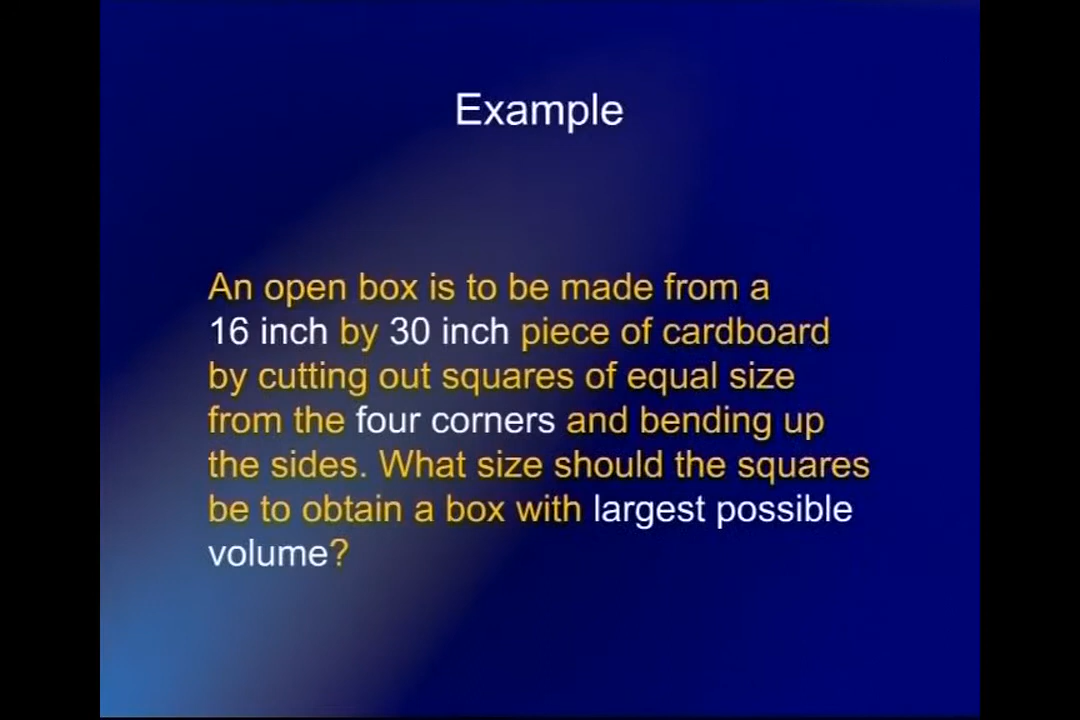 Example
An open box is to be made from a
16 inch by 30 inch piece of cardboard
by cutting out squares of equal size
from the four corners and bending up
the sides. What size should the squares
be to obtain a box with largest possible
volume?